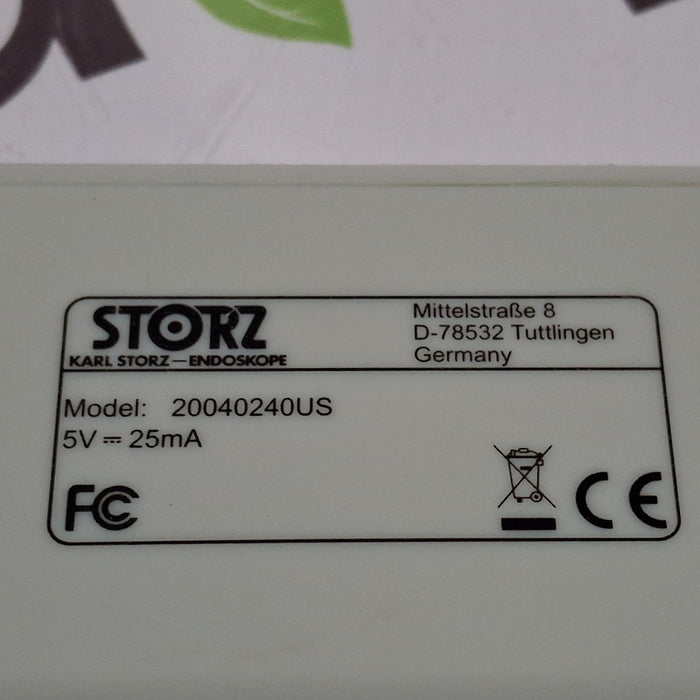 STORZ
KARL STORZ — ENDOSKOPE
Mittelstraße 8
D-78532 Tuttlingen
Germany
Model: 20040240US
5V ⎓ 25mA
FC
CE